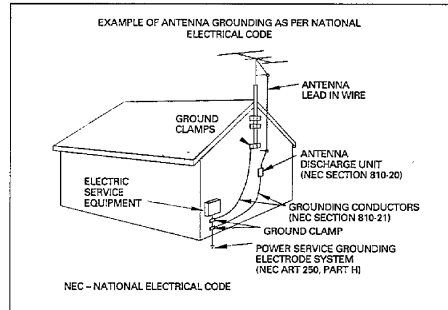 EXAMPLE OF ANTENNA GROUNDING AS PER NATIONAL
ELECTRICAL CODE
ANTENNA
LEAD IN WIRE
GROUND
CLAMPS
ANTENNA
DISCHARGE UNIT
(NEC SECTION 810-20)
ELECTRIC
SERVICE
EQUIPMENT
GROUNDING CONDUCTORS
(NEC SECTION 810-21)
GROUND CLAMP
POWER SERVICE GROUNDING
ELECTRODE SYSTEM
(NEC ART 250, PART H)
NEC – NATIONAL ELECTRICAL CODE